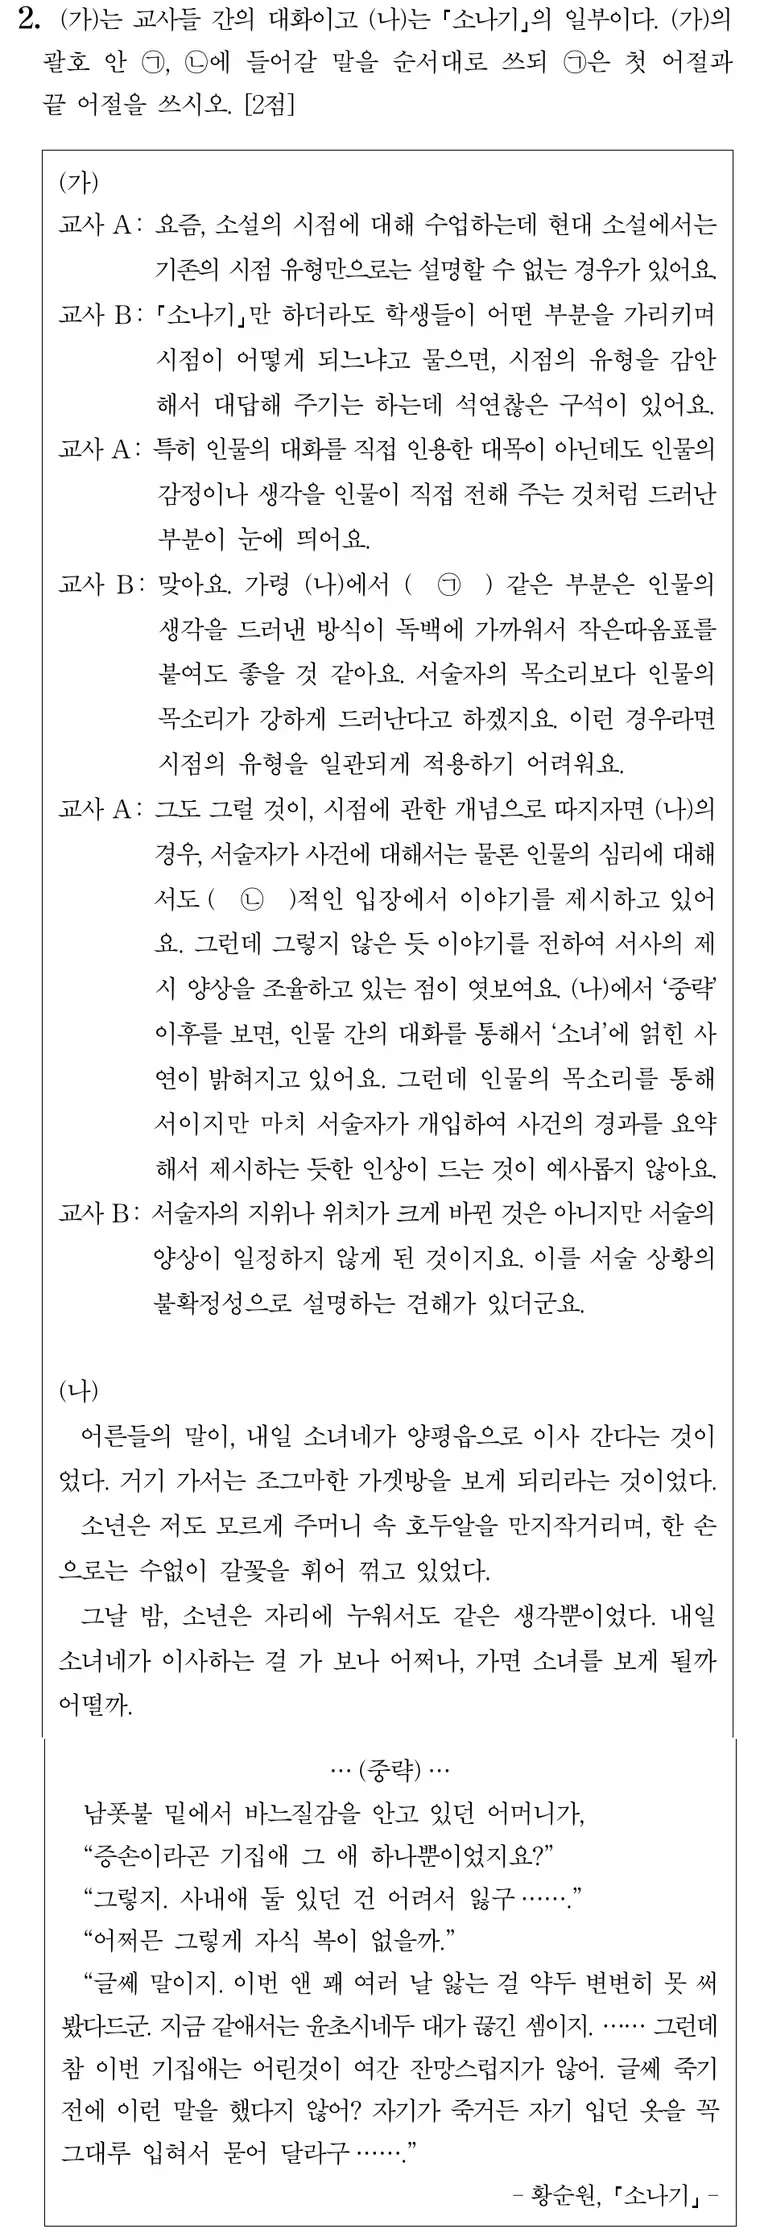 2. (가)는 교사들 간의 대화이고 (나)는 「소나기」의 일부이다. (가)의
괄호 안 ㉠, ㉡에 들어갈 말을 순서대로 쓰되 ㉠은 첫 어절과
끝 어절을 쓰시오. [2점]
(가)
교사 A : 요즘, 소설의 시점에 대해 수업하는데 현대 소설에서는
기존의 시점 유형만으로는 설명할 수 없는 경우가 있어요.
교사 B : 「소나기」만 하더라도 학생들이 어떤 부분을 가리키며
시점이 어떻게 되느냐고 물으면, 시점의 유형을 감안
해서 대답해 주기는 하는데 석연찮은 구석이 있어요.
교사 A : 특히 인물의 대화를 직접 인용한 대목이 아닌데도 인물의
감정이나 생각을 인물이 직접 전해 주는 것처럼 드러난
부분이 눈에 띄어요.
교사 B : 맞아요. 가령 (나)에서 ( ㉠ ) 같은 부분은 인물의
생각을 드러낸 방식이 독백에 가까워서 작은따옴표를
붙여도 좋을 것 같아요. 서술자의 목소리보다 인물의
목소리가 강하게 드러난다고 하겠지요. 이런 경우라면
시점의 유형을 일관되게 적용하기 어려워요.
교사 A : 그도 그럴 것이, 시점에 관한 개념으로 따지자면 (나)의
경우, 서술자가 사건에 대해서는 물론 인물의 심리에 대해
서도 ( ㉡ )적인 입장에서 이야기를 제시하고 있어
요. 그런데 그렇지 않은 듯 이야기를 전하여 서사의 제
시 양상을 조율하고 있는 점이 엿보여요. (나)에서 ‘중략’
이후를 보면, 인물 간의 대화를 통해서 ‘소녀’에 얽힌 사
연이 밝혀지고 있어요. 그런데 인물의 목소리를 통해
서이지만 마치 서술자가 개입하여 사건의 경과를 요약
해서 제시하는 듯한 인상이 드는 것이 예사롭지 않아요.
교사 B : 서술자의 지위나 위치가 크게 바뀐 것은 아니지만 서술의
양상이 일정하지 않게 된 것이지요. 이를 서술 상황의
불확정성으로 설명하는 견해가 있더군요.
(나)
어른들의 말이, 내일 소녀네가 양평읍으로 이사 간다는 것이
었다. 거기 가서는 조그마한 가겟방을 보게 되리라는 것이었다.
소년은 저도 모르게 주머니 속 호두알을 만지작거리며, 한 손
으로는 수없이 갈꽃을 휘어 꺾고 있었다.
그날 밤, 소년은 자리에 누워서도 같은 생각뿐이었다. 내일
소녀네가 이사하는 걸 가 보나 어쩌나, 가면 소녀를 보게 될까
어떨까.
… (중략) …
남폿불 밑에서 바느질감을 안고 있던 어머니가,
“증손이라곤 기집애 그 애 하나뿐이었지요?”
“그렇지. 사내애 둘 있던 건 어려서 잃구 …….”
“어쩌믄 그렇게 자식 복이 없을까.”
“글쎄 말이지. 이번 앤 꽤 여러 날 앓는 걸 약두 변변히 못 써
봤다드군. 지금 같애서는 윤초시네두 대가 끊긴 셈이지. …… 그런데
참 이번 기집애는 어린것이 여간 잔망스럽지가 않어. 글쎄 죽기
전에 이런 말을 했다지 않어? 자기가 죽거든 자기 입던 옷을 꼭
그대루 입혀서 묻어 달라구 …….”
- 황순원, 「소나기」 -